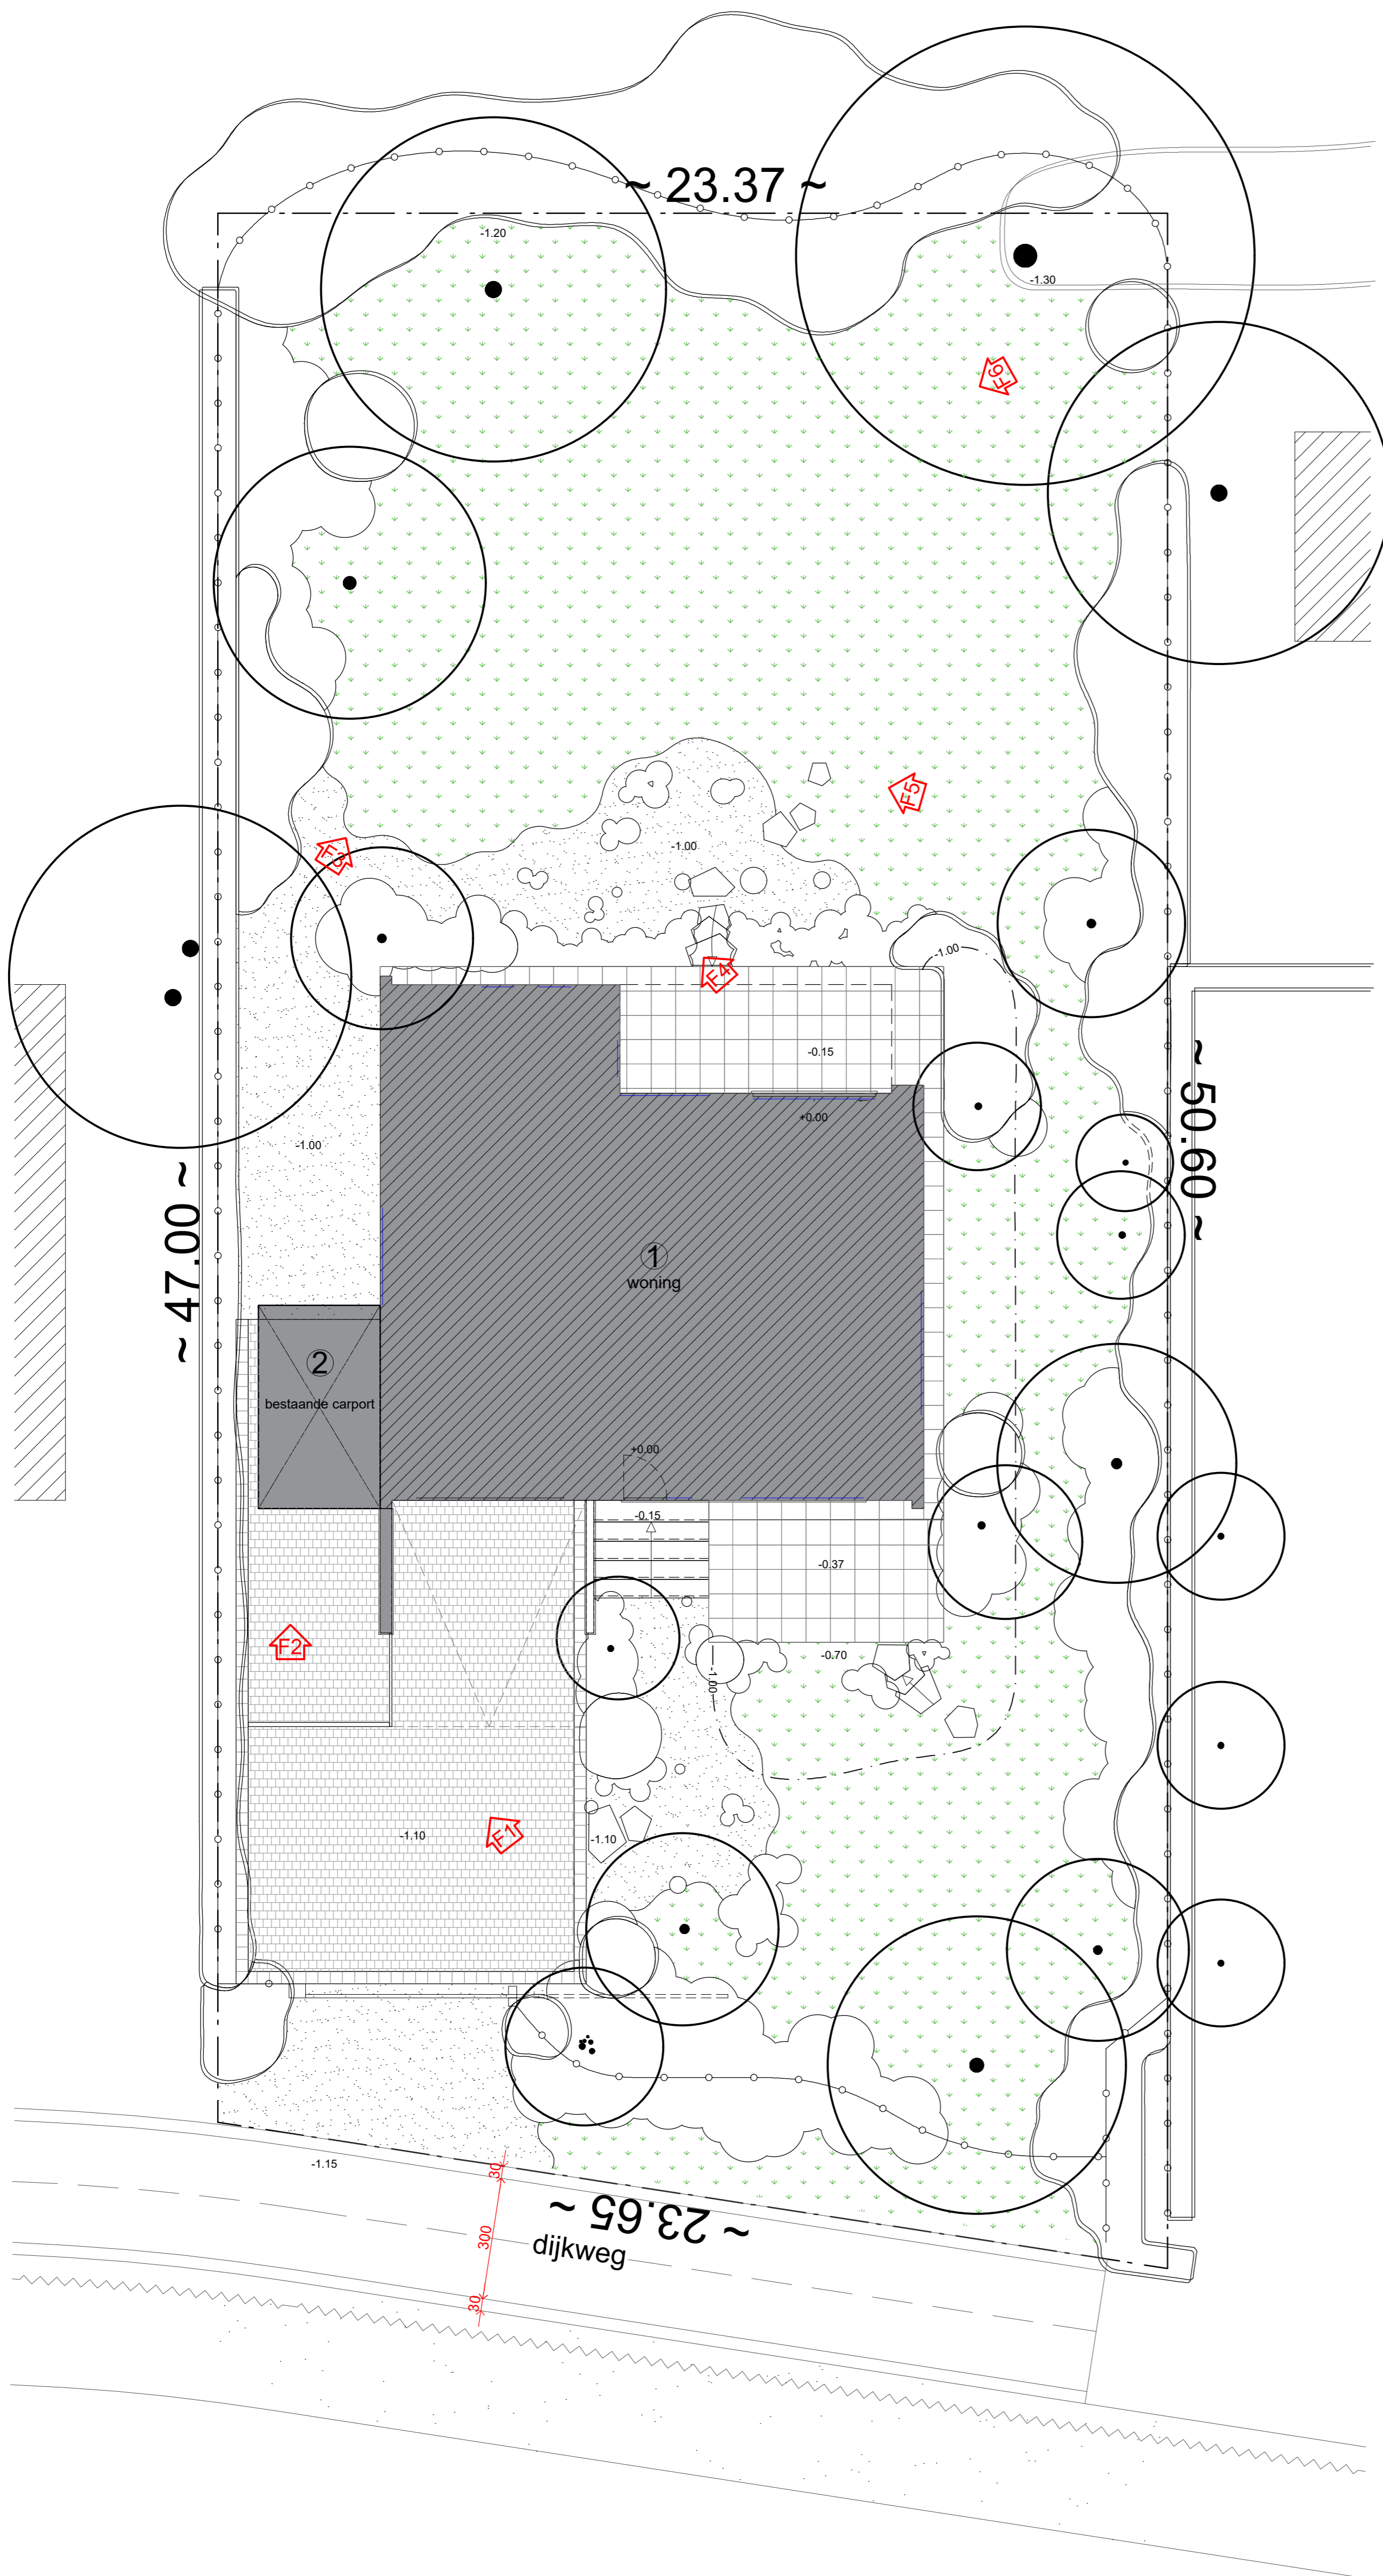 ~ 23.37 ~
-1.20
-1.30
F6
F5
-1.00
F3
-1.00
F4
-0.15
~ 50.60 ~
+0.00
-1.00
~ 47.00 ~
1
woning
2
bestaande carport
+0.00
-0.15
-0.37
F2
-0.70
-1.00
F1
-1.10
-1.10
-1.15
30
~ 23.65 ~
300
dijkweg
30